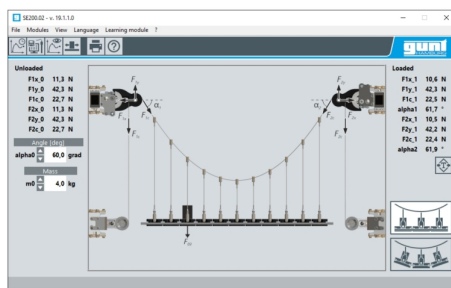 SE200.02 - v. 19.1.1.0
File Modules View Language Learning module ?
gunt
Unloaded
F1x_0 11,3 N
F1y_0 42,3 N
F1c_0 22,7 N
F2x_0 11,3 N
F2y_0 42,3 N
F2c_0 22,7 N
Angle (deg)
alpha0 60,0 grad
Mass
m0 4,0 kg
Loaded
F1x_1 10,6 N
F1y_1 42,3 N
F1c_1 22,5 N
alpha1 61,7 °
F2x_1 10,5 N
F2y_1 42,2 N
F2c_1 22,4 N
alpha2 61,9 °